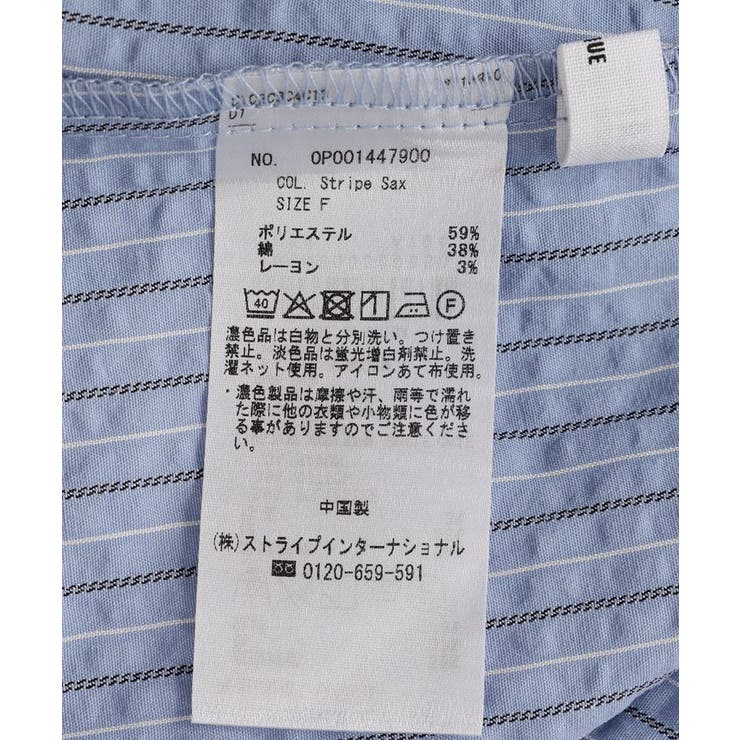 D1
NO. OP001447900
COL. Stripe Sax
SIZE F
ポリエステル 59%
綿 38%
レーヨン 3%
40 F
濃色品は白物と分別洗い。つけ置き
禁止。淡色品は蛍光増白剤禁止。洗
濯ネット使用。アイロンあて布使用。
・濃色製品は摩擦や汗、雨等で濡れ
た際に他の衣類や小物類に色が移
る事がありますのでご注意くださ
い。
中国製
(株)ストライプインターナショナル
0120-659-591